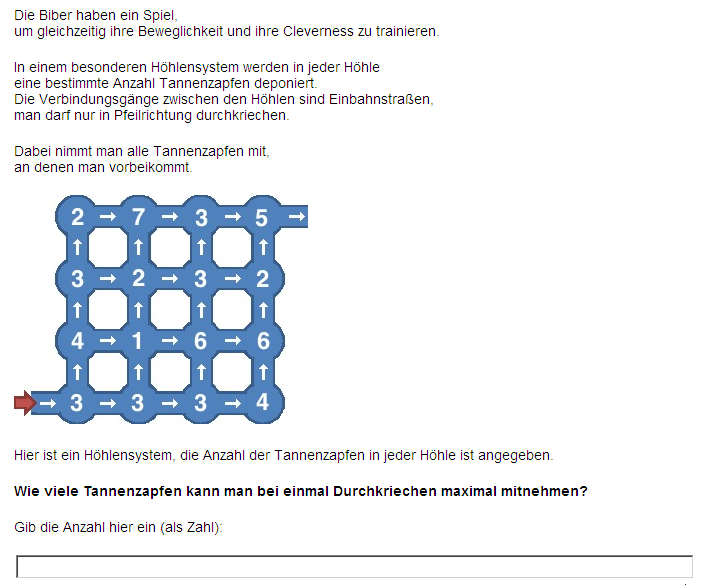 Die Biber haben ein Spiel,
um gleichzeitig ihre Beweglichkeit und ihre Cleverness zu trainieren.
In einem besonderen Höhlensystem werden in jeder Höhle
eine bestimmte Anzahl Tannenzapfen deponiert.
Die Verbindungsgänge zwischen den Höhlen sind Einbahnstraßen,
man darf nur in Pfeilrichtung durchkriechen.
Dabei nimmt man alle Tannenzapfen mit,
an denen man vorbeikommt.
2 → 7 → 3 → 5 →
↑ ↑ ↑ ↑
3 → 2 → 3 → 2
↑ ↑ ↑ ↑
4 → 1 → 6 → 6
↑ ↑ ↑ ↑
→ 3 → 3 → 3 → 4
Hier ist ein Höhlensystem, die Anzahl der Tannenzapfen in jeder Höhle ist angegeben.
Wie viele Tannenzapfen kann man bei einmal Durchkriechen maximal mitnehmen?
Gib die Anzahl hier ein (als Zahl):